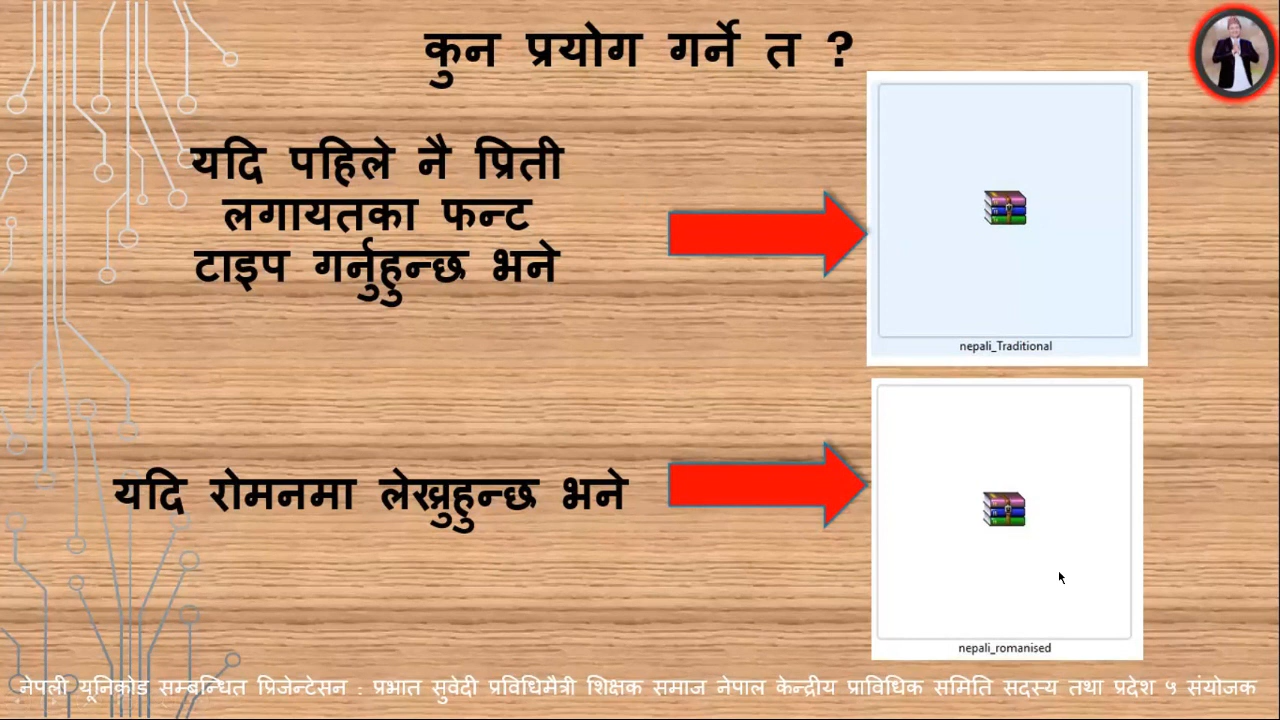 कुन प्रयोग गर्ने त ?
यदि पहिले नै प्रिती
लगायतका फन्ट
टाइप गर्नुहुन्छ भने
nepali_Traditional
यदि रोमनमा लेख्नुहुन्छ भने
nepali_romanised
नेपली यूनिकोड सम्बन्धित प्रिजेन्टेसन : प्रभात सुवेदी प्रविधिमैत्री शिक्षक समाज नेपाल केन्द्रीय प्राविधिक समिति सदस्य तथा प्रदेश ५ संयोजक